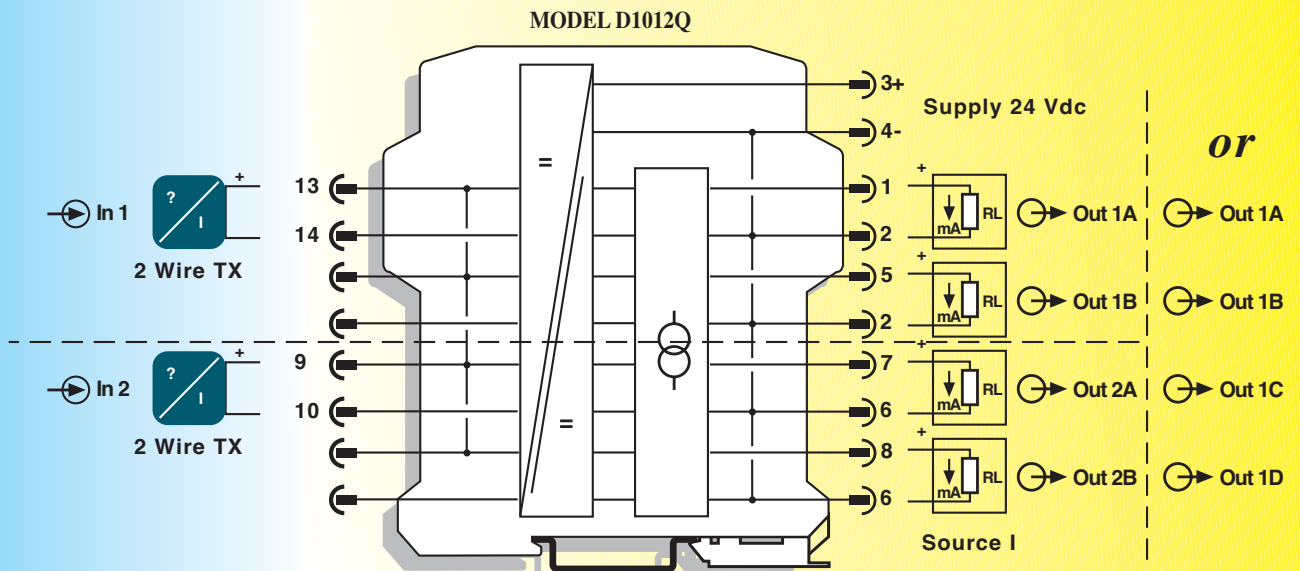 MODEL D1012Q
3+
Supply 24 Vdc
4-
or
=
In 1
?
I
+
2 Wire TX
13
14
1
+
mA
RL
Out 1A
Out 1A
2
5
+
mA
RL
Out 1B
Out 1B
2
In 2
?
I
+
2 Wire TX
9
10
=
7
+
mA
RL
Out 2A
Out 1C
6
8
+
mA
RL
Out 2B
Out 1D
6
Source I